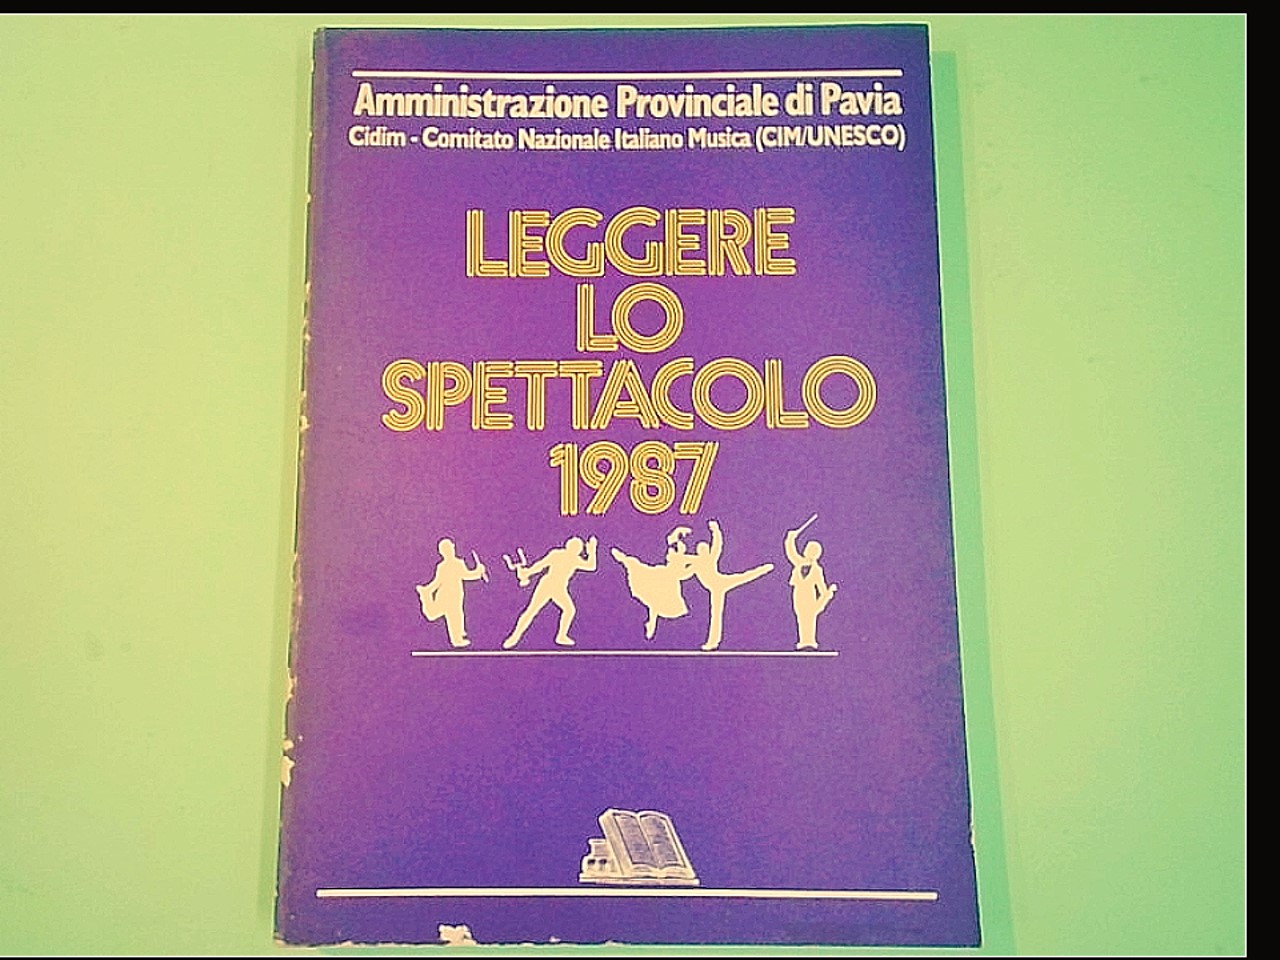 Amministrazione Provinciale di Pavia
Cidim - Comitato Nazionale Italiano Musica (CIM/UNESCO)
LEGGERE
LO
SPETTACOLO
1987